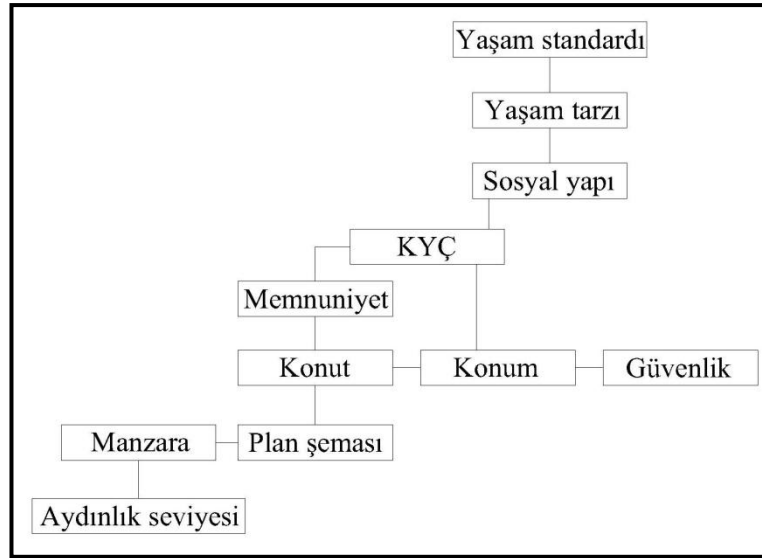 Yaşam standardı
Yaşam tarzı
Sosyal yapı
KYÇ
Memnuniyet
Konut
Konum
Güvenlik
Manzara
Plan şeması
Aydınlık seviyesi